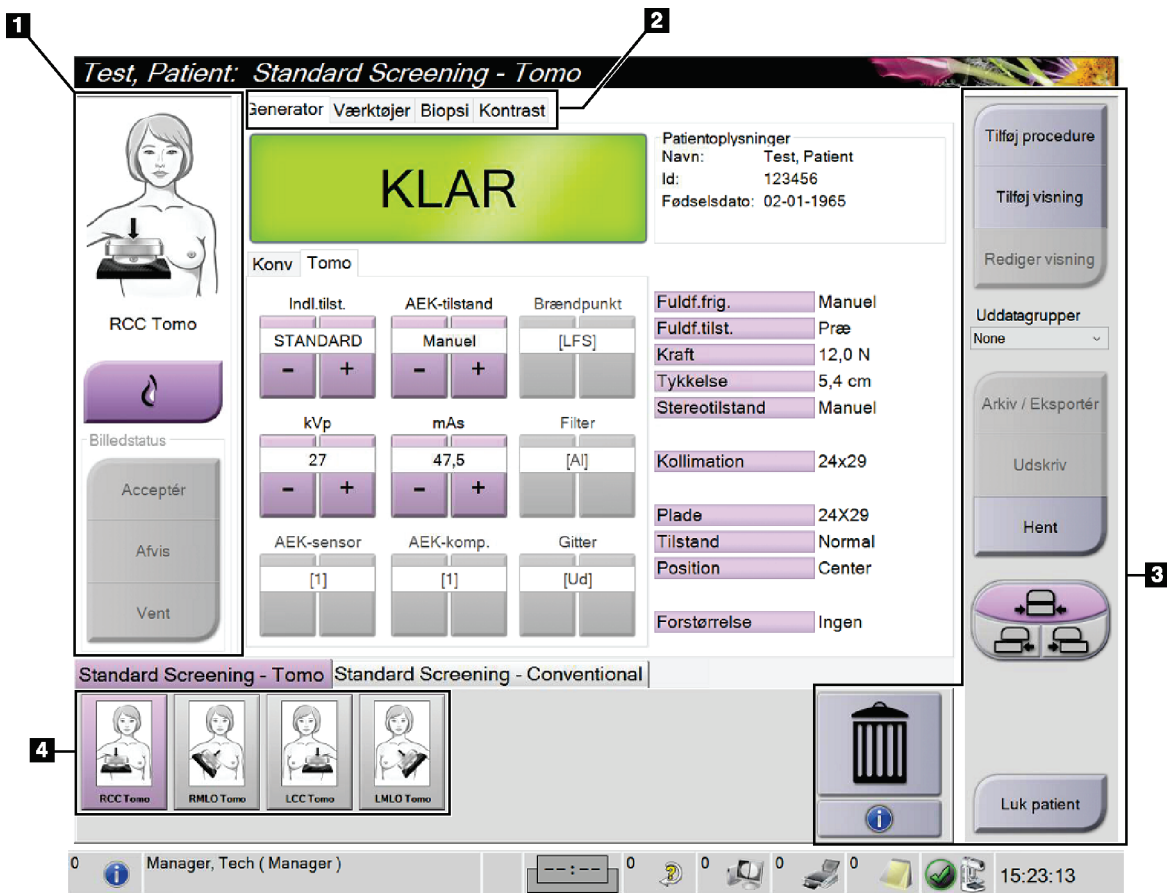 1
2
Test, Patient: Standard Screening - Tomo
Generator Værktøjer Biopsi Kontrast
KLAR
Patientoplysninger
Navn: Test, Patient
Id: 123456
Fødselsdato: 02-01-1965
Tilføj procedure
Tilføj visning
Rediger visning
RCC Tomo
Konv Tomo
Indl.tilst. AEK-tilstand Brændpunkt
STANDARD Manuel [LFS]
- + - +
kVp mAs Filter
27 47,5 [Al]
- + - +
AEK-sensor AEK-komp. Gitter
[1] [1] [Ud]
Fuldf.frig. Manuel
Fuldf.tilst. Præ
Kraft 12,0 N
Tykkelse 5,4 cm
Stereotilstand Manuel
Kollimation 24x29
Plade 24X29
Tilstand Normal
Position Center
Forstørrelse Ingen
Uddatagrupper
None
Arkiv / Eksportér
Udskriv
Hent
3
Billedstatus
Acceptér
Afvis
Vent
Standard Screening - Tomo Standard Screening - Conventional
4
RCC Tomo RMLO Tomo LCC Tomo LMLO Tomo
i
Luk patient
0 i Manager, Tech ( Manager ) --:-- 0 ? 0 0 0 15:23:13